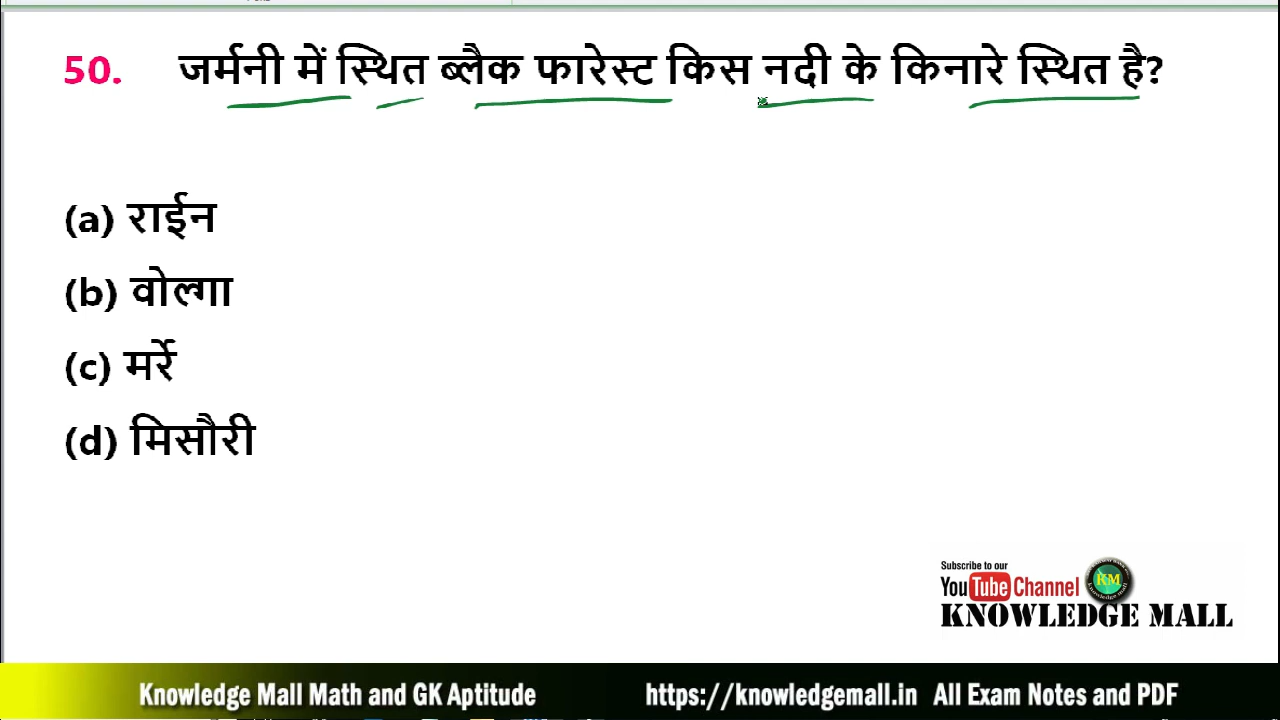 50. जर्मनी में स्थित ब्लैक फारेस्ट किस नदी के किनारे स्थित है?
(a) राईन
(b) वोल्गा
(c) मर्रे
(d) मिसौरी
Subscribe to our
YouTube Channel
KNOWLEDGE MALL
Knowledge Mall Math and GK Aptitude https://knowledgemall.in All Exam Notes and PDF